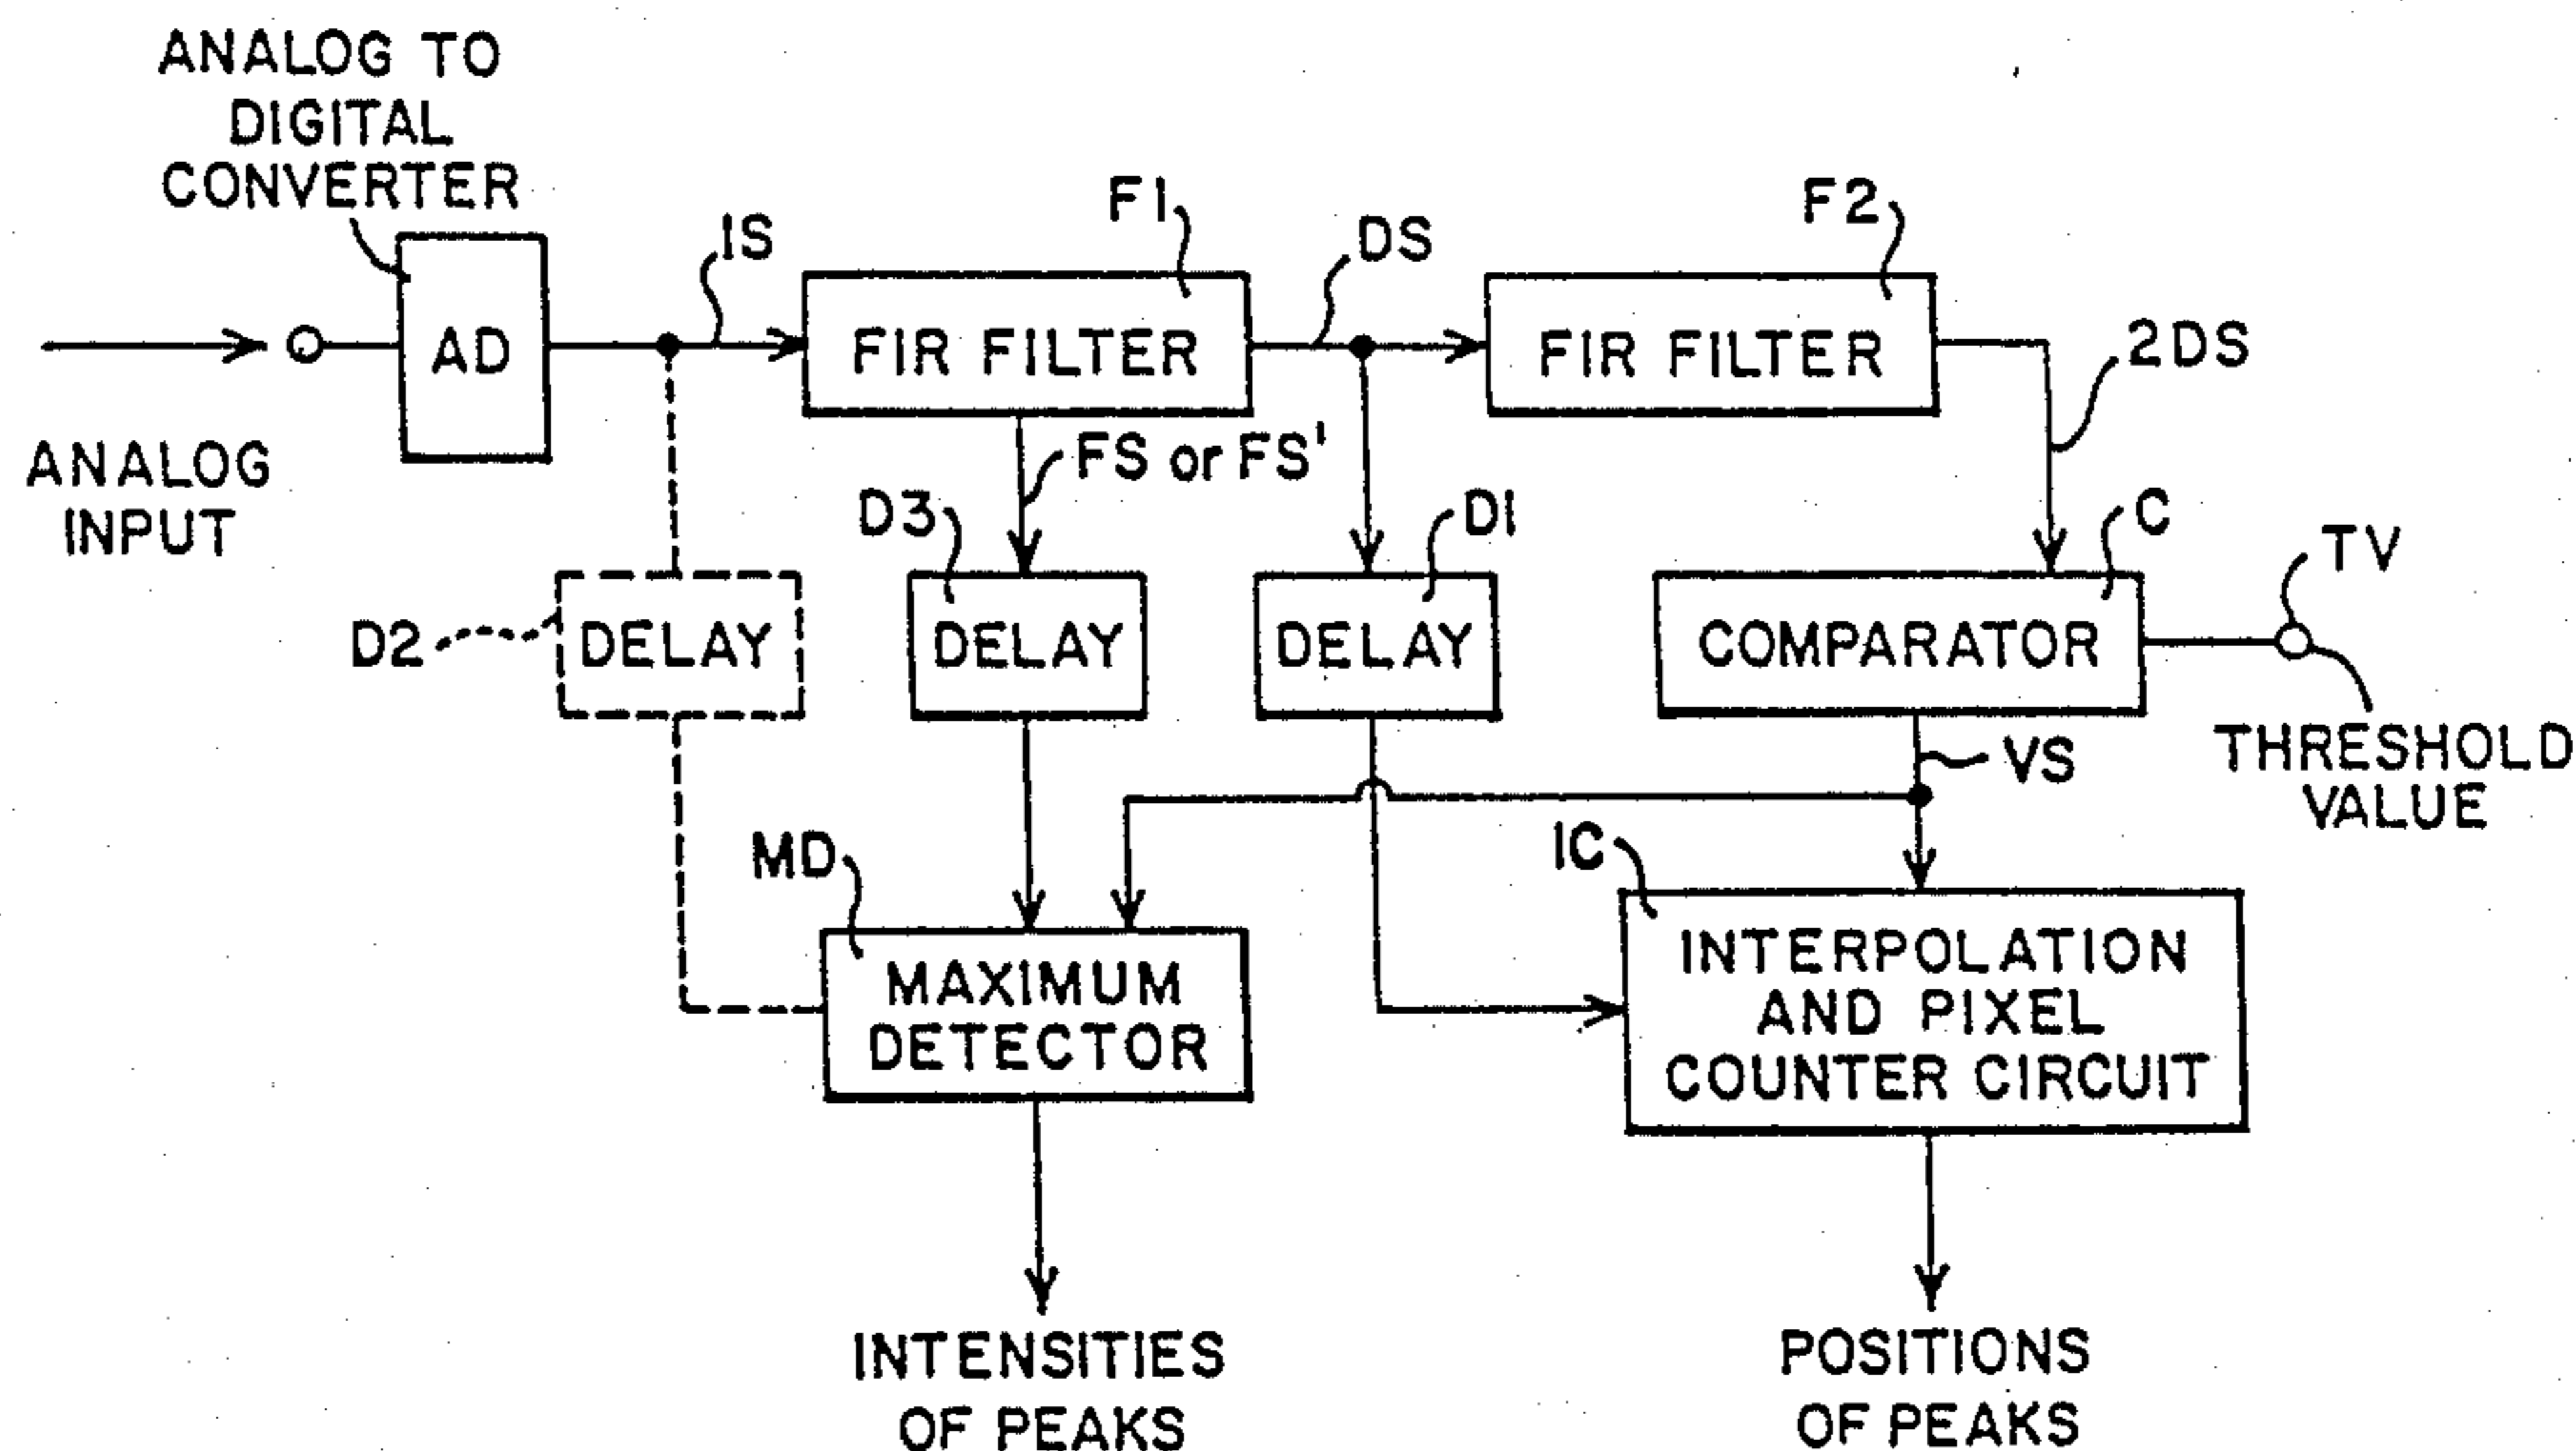 ANALOG TO
DIGITAL
CONVERTER
ANALOG
INPUT
AD
IS
F1
FIR FILTER
DS
F2
FIR FILTER
2DS
FS or FS'
D2
DELAY
D3
DELAY
D1
DELAY
C
COMPARATOR
TV
THRESHOLD
VALUE
VS
MD
MAXIMUM
DETECTOR
IC
INTERPOLATION
AND PIXEL
COUNTER CIRCUIT
INTENSITIES
OF PEAKS
POSITIONS
OF PEAKS